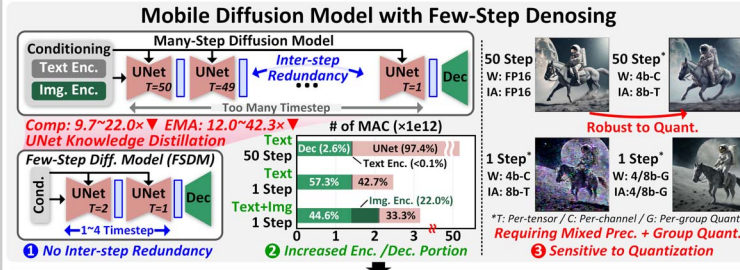 Mobile Diffusion Model with Few-Step Denosing
Many-Step Diffusion Model
Conditioning
Text Enc.
Img. Enc.
UNet
T=50
UNet
T=49
Inter-step
Redundancy
...
UNet
T=1
Dec
Too Many Timestep
Comp: 9.7~22.0×▼ EMA: 12.0~42.3×▼
UNet Knowledge Distillation
Few-Step Diff. Model (FSDM)
Cond.
UNet
T=2
UNet
T=1
Dec
1~4 Timestep
❶ No Inter-step Redundancy
# of MAC (×1e12)
Text
50 Step
Dec (2.6%)
UNet (97.4%)
Text Enc. (<0.1%)
Text
1 Step
57.3%
42.7%
Img. Enc. (22.0%)
Text+Img
1 Step
44.6%
33.3%
0 1 2 3 50
❷ Increased Enc. /Dec. Portion
50 Step
W: FP16
IA: FP16
50 Step*
W: 4b-C
IA: 8b-T
Robust to Quant.
1 Step*
W: 4b-C
IA: 8b-T
1 Step*
W: 4/8b-G
IA:4/8b-G
*T: Per-tensor / C: Per-channel / G: Per-group Quant.
Requiring Mixed Prec. + Group Quant.
❸ Sensitive to Quantization